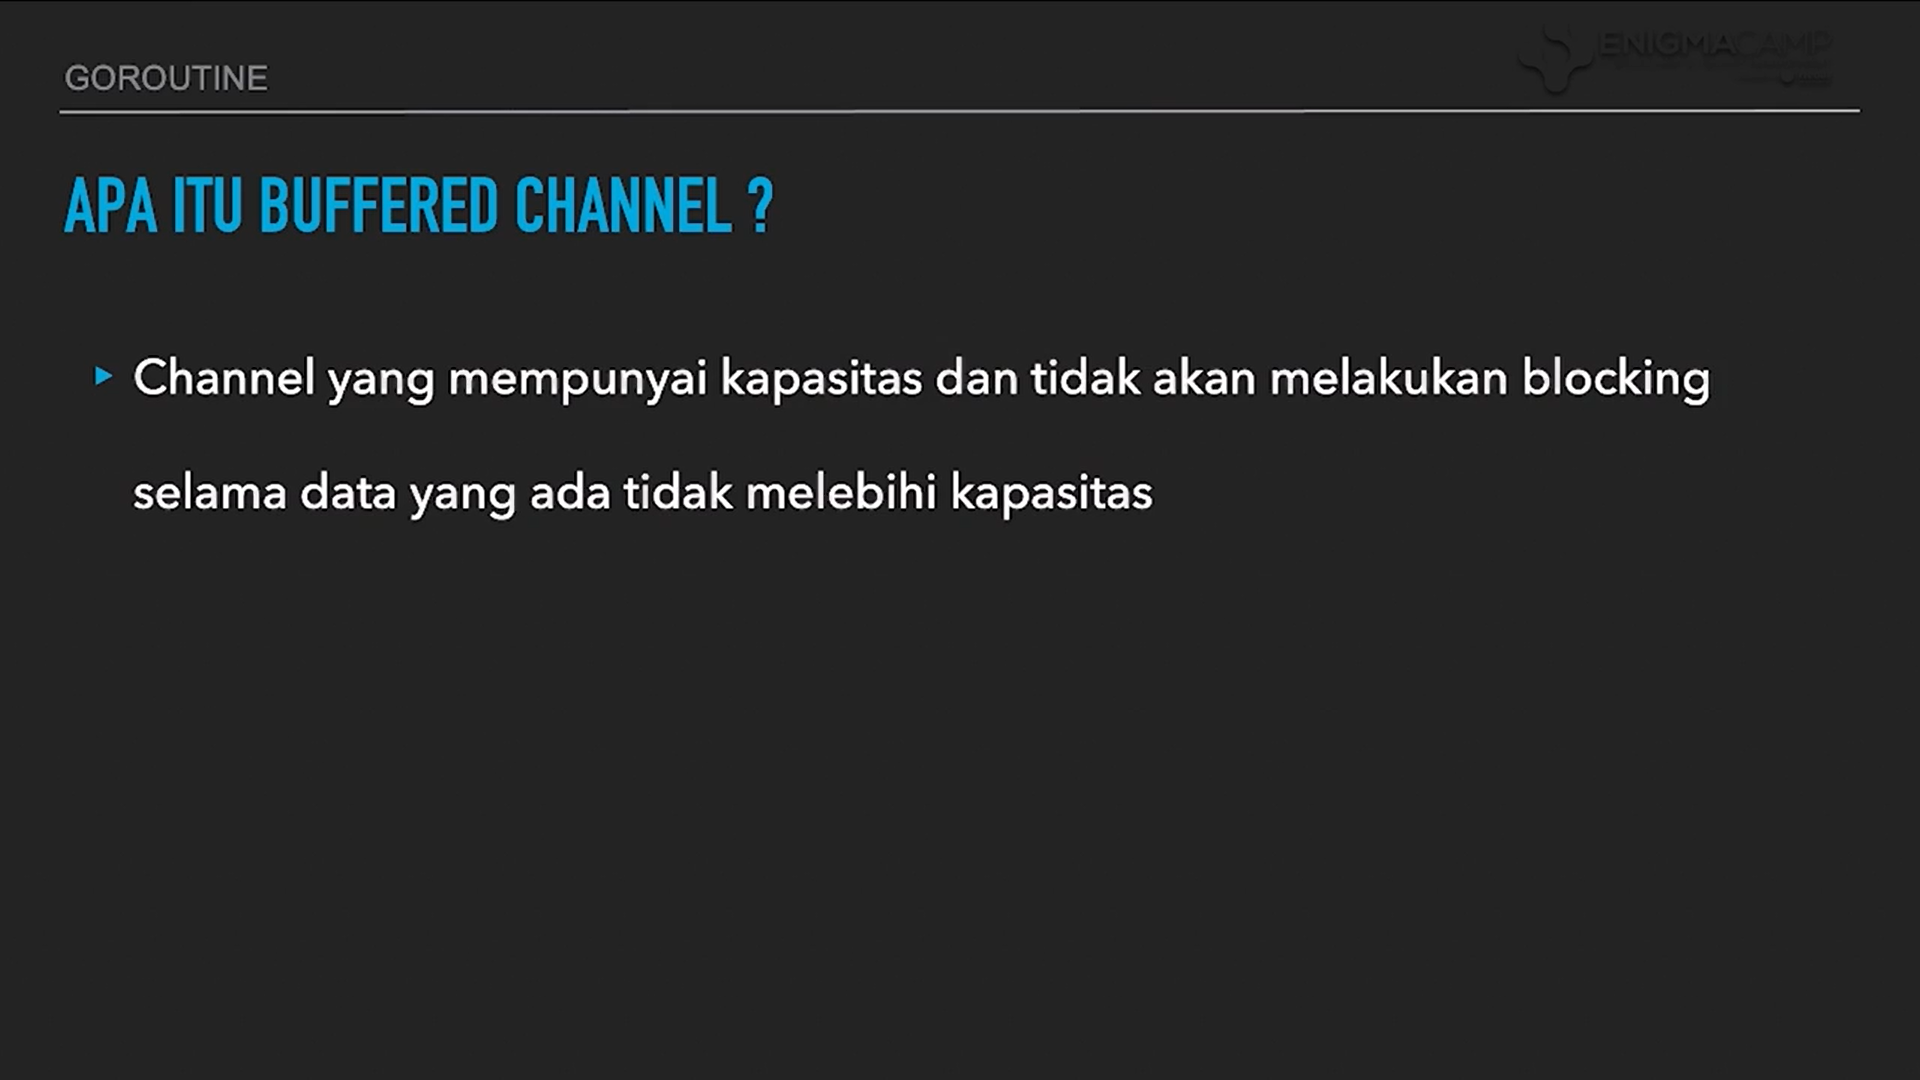 GOROUTINE
ENIGMACAMP
APA ITU BUFFERED CHANNEL ?
Channel yang mempunyai kapasitas dan tidak akan melakukan blocking
selama data yang ada tidak melebihi kapasitas